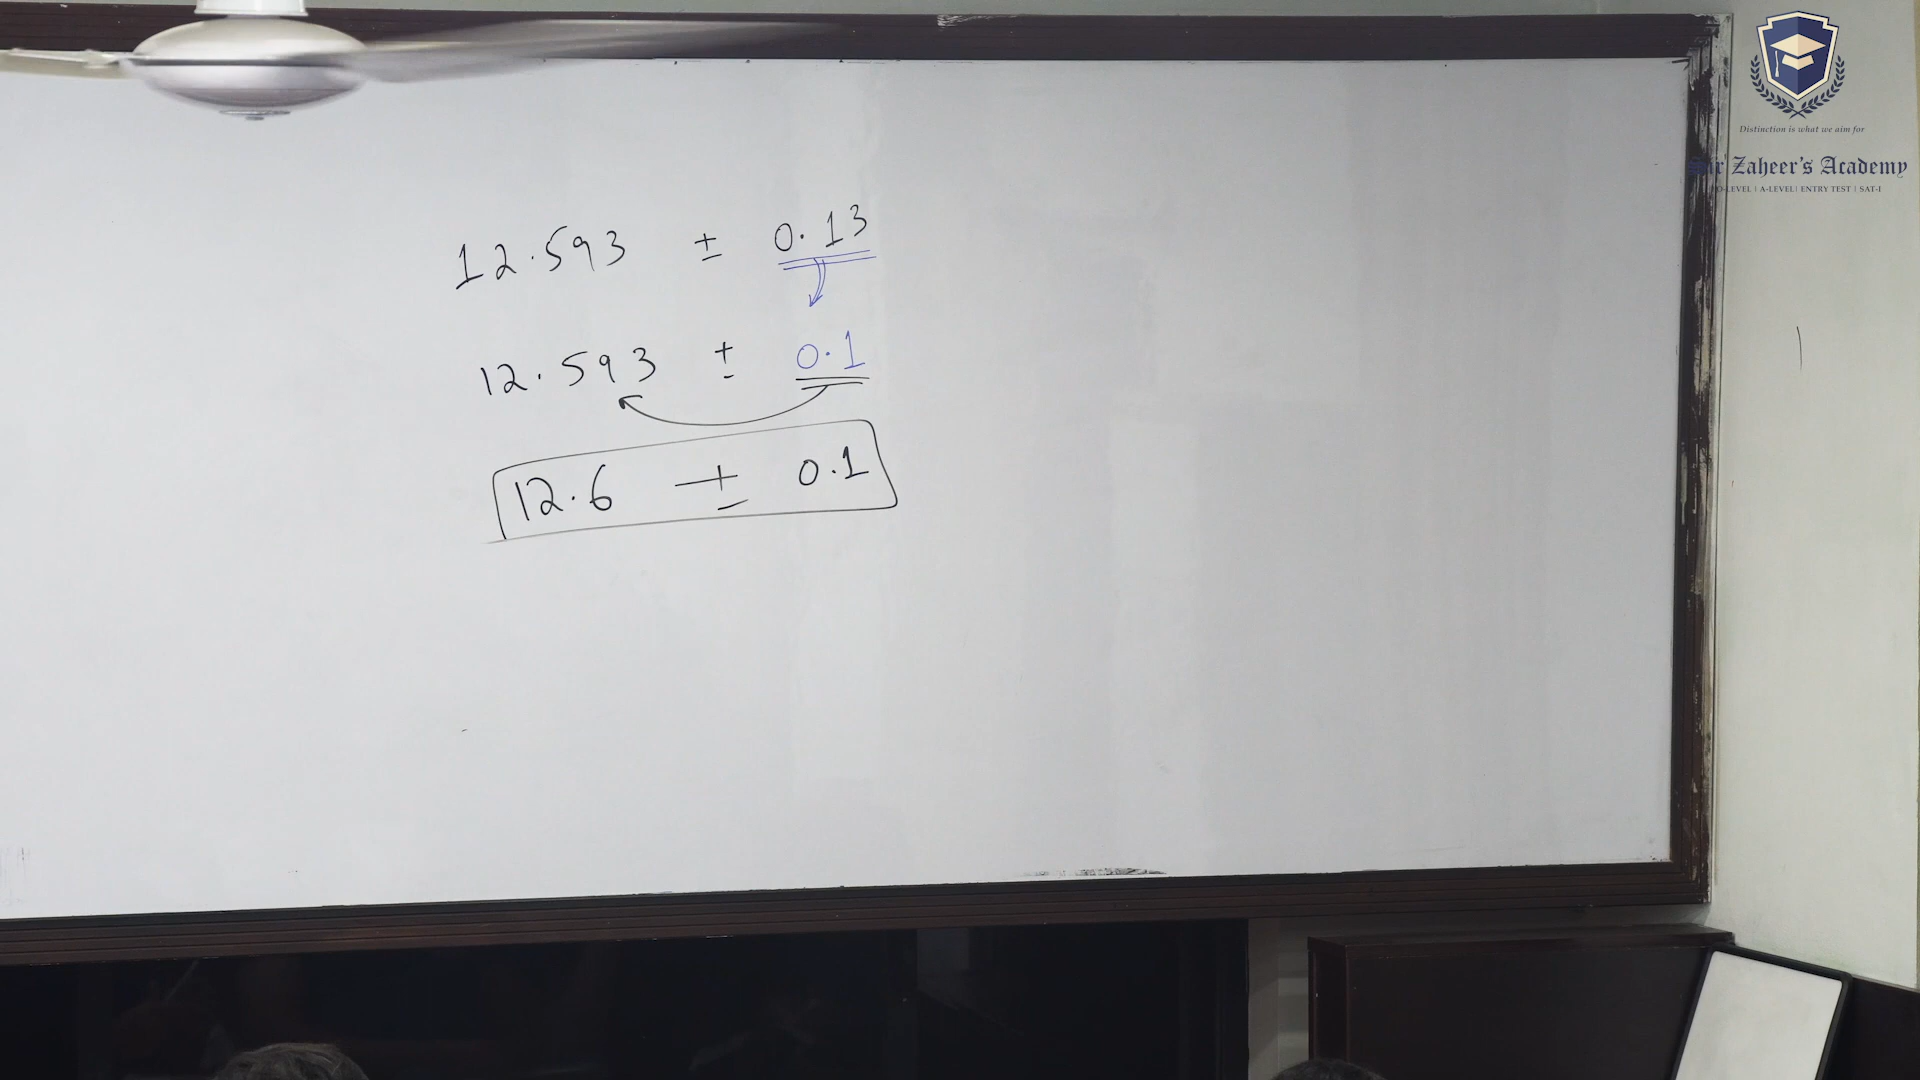 12.593 ± 0.13
12.593 ± 0.1
12.6 ± 0.1
Distinction is what we aim for
Sir Zaheer's Academy
O-LEVEL | A-LEVEL | ENTRY TEST | SAT-I